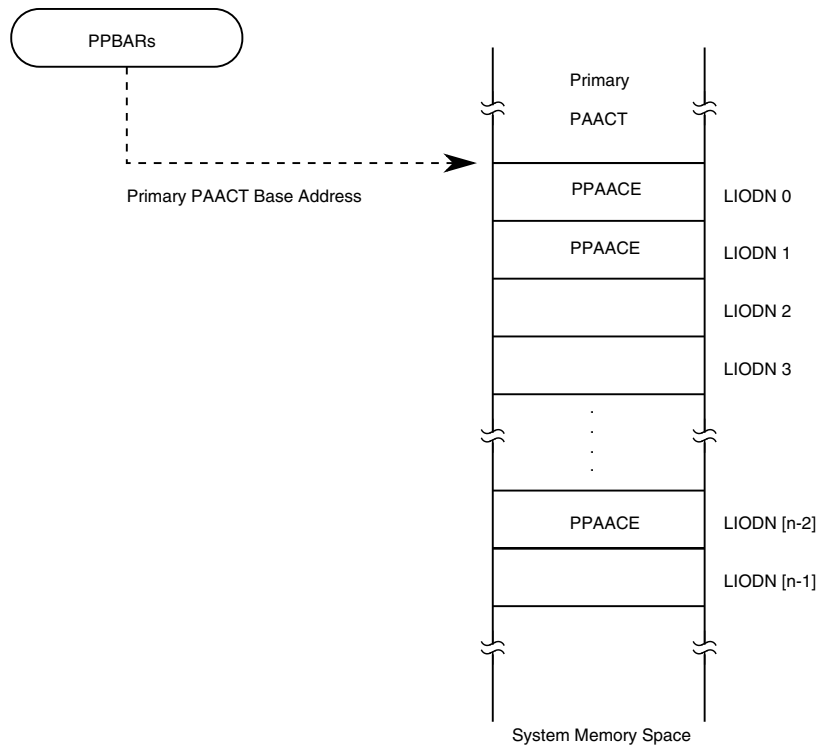 PPBARs
Primary
PAACT
Primary PAACT Base Address
PPAACE
LIODN 0
PPAACE
LIODN 1
LIODN 2
LIODN 3
PPAACE
LIODN [n-2]
LIODN [n-1]
System Memory Space